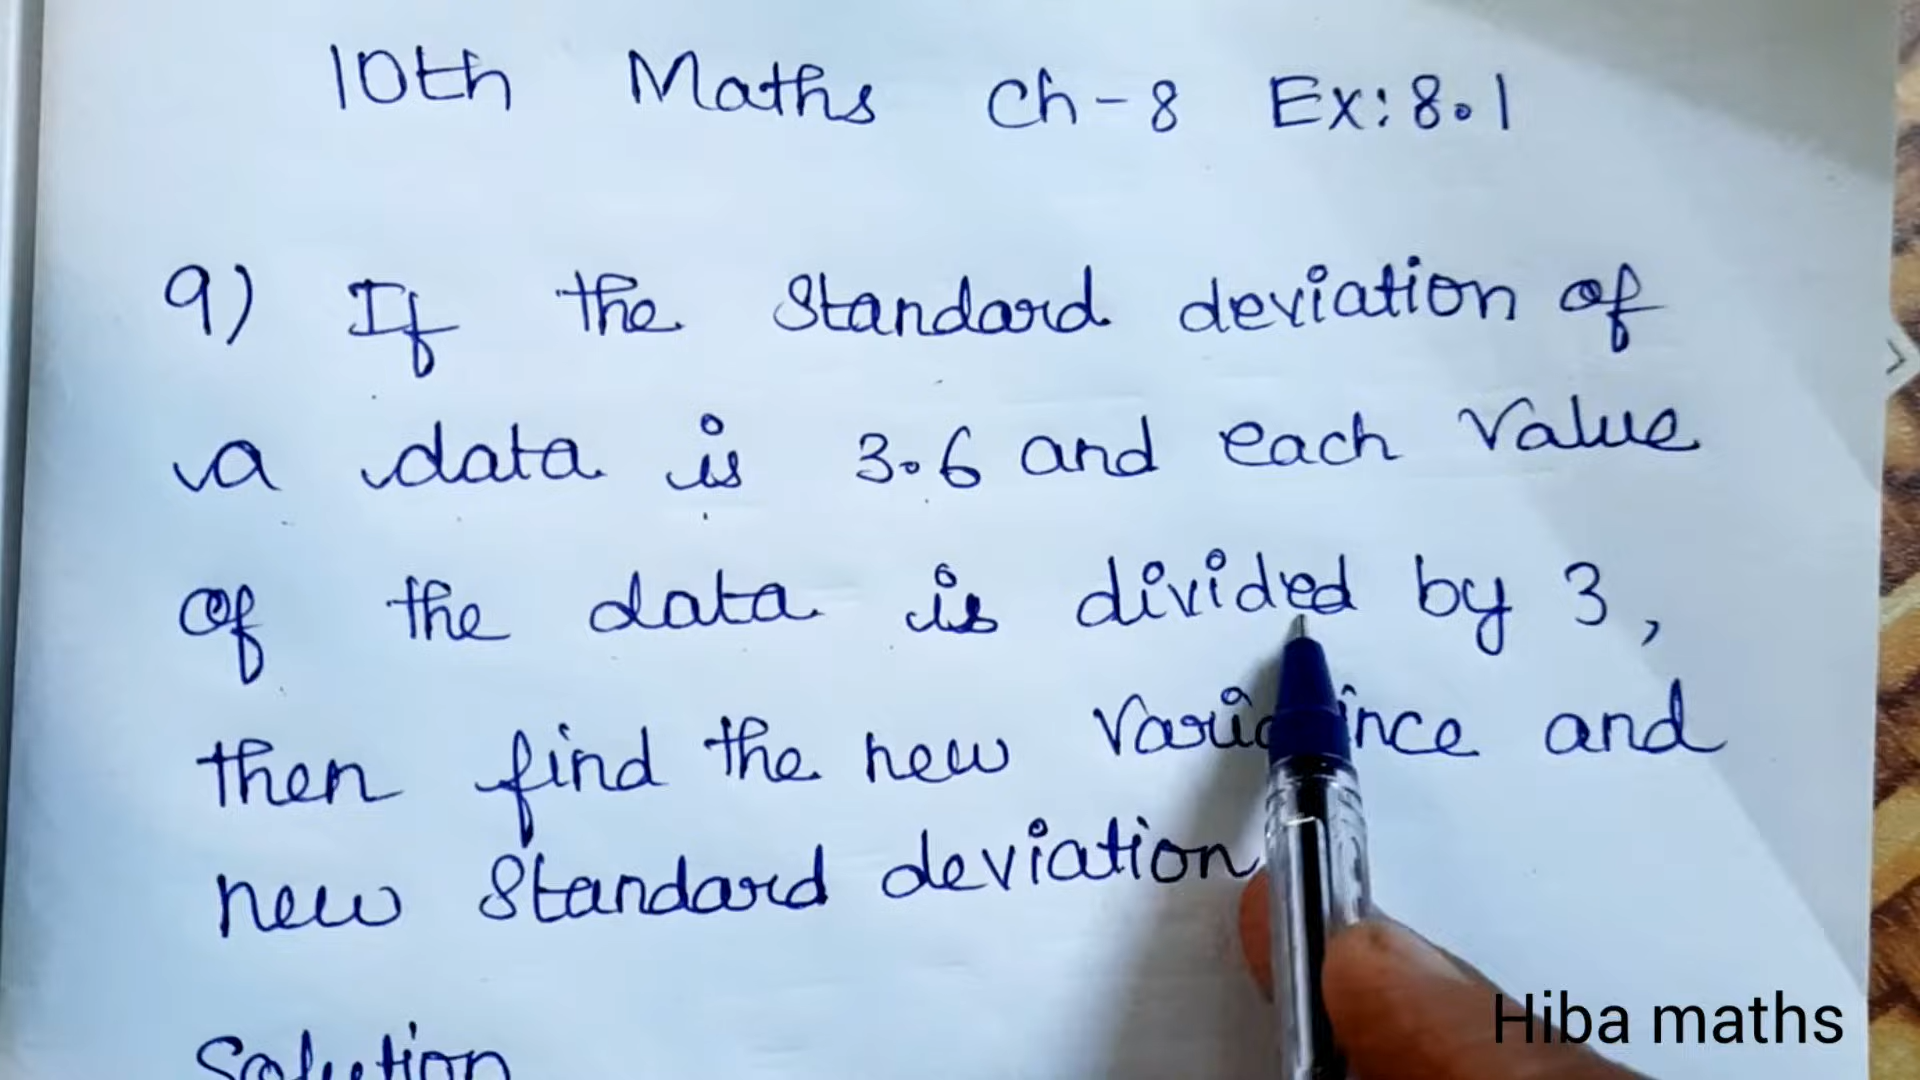 10th Maths Ch-8 Ex: 8.1
9) If the Standard deviation of
a data is 3.6 and each Value
of the data is divided by 3,
then find the new and
new Standard deviation
Solution
Hiba maths